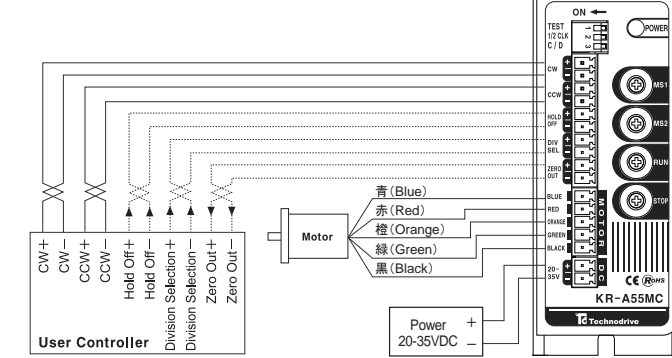 ON ←
TEST
1/2 CLK
C / D
1
2
3
POWER
CW
+
−
CCW
+
−
HOLD
OFF
+
−
DIV
SEL
+
−
ZERO
OUT
+
−
MS1
MS2
RUN
STOP
BLUE
RED
ORANGE
GREEN
BLACK
MOTOR
20~
35V
+
−
DC
CE RoHS
KR-A55MC
Technodrive
青(Blue)
赤(Red)
橙(Orange)
緑(Green)
黒(Black)
Motor
Power
20-35VDC
+
−
CW+
CW−
CCW+
CCW−
Hold Off+
Hold Off−
Division Selection+
Division Selection−
Zero Out+
Zero Out−
User Controller